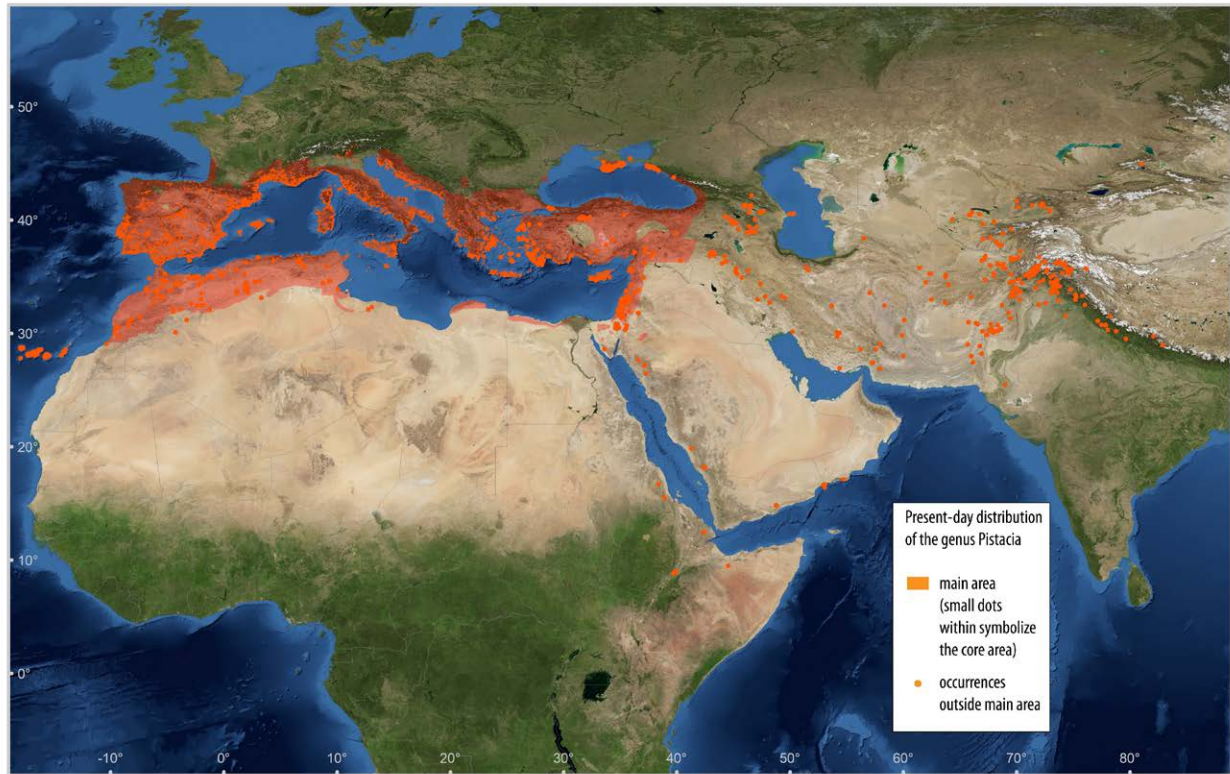 50°
40°
30°
20°
10°
0°
-10°
0°
10°
20°
30°
40°
50°
60°
70°
80°
Present-day distribution
of the genus Pistacia
main area
(small dots
within symbolize
the core area)
occurrences
outside main area